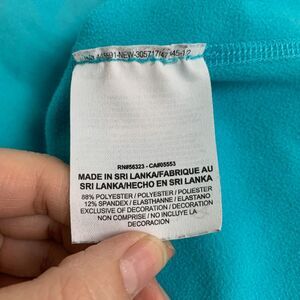 RN#56323 - CA#05553
MADE IN SRI LANKA/FABRIQUE AU
SRI LANKA/HECHO EN SRI LANKA
88% POLYESTER / POLYESTER / POLIESTER
12% SPANDEX / ELASTHANNE / ELASTANO
EXCLUSIVE OF DECORATION / DECORATION
NON COMPRISE / NO INCLUYE LA
DECORACION